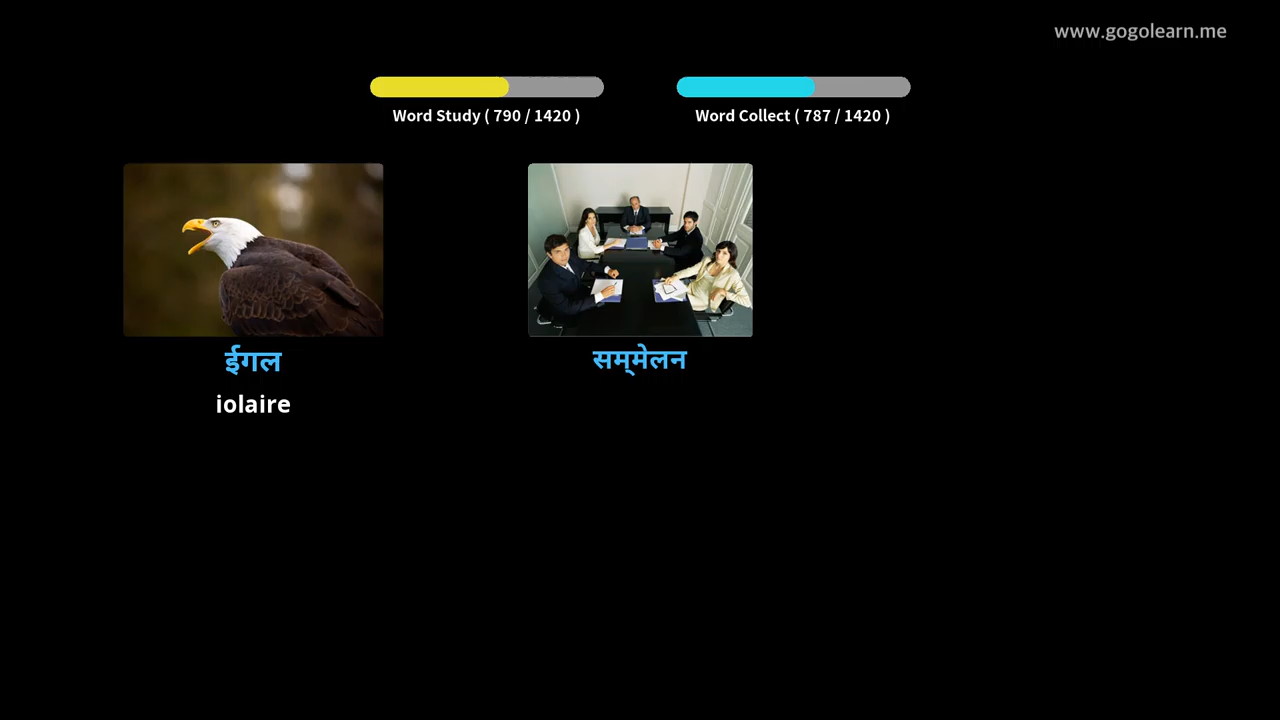 www.gogolearn.me
Word Study ( 790 / 1420 )
Word Collect ( 787 / 1420 )
ईगल
iolaire
सम्मेलन